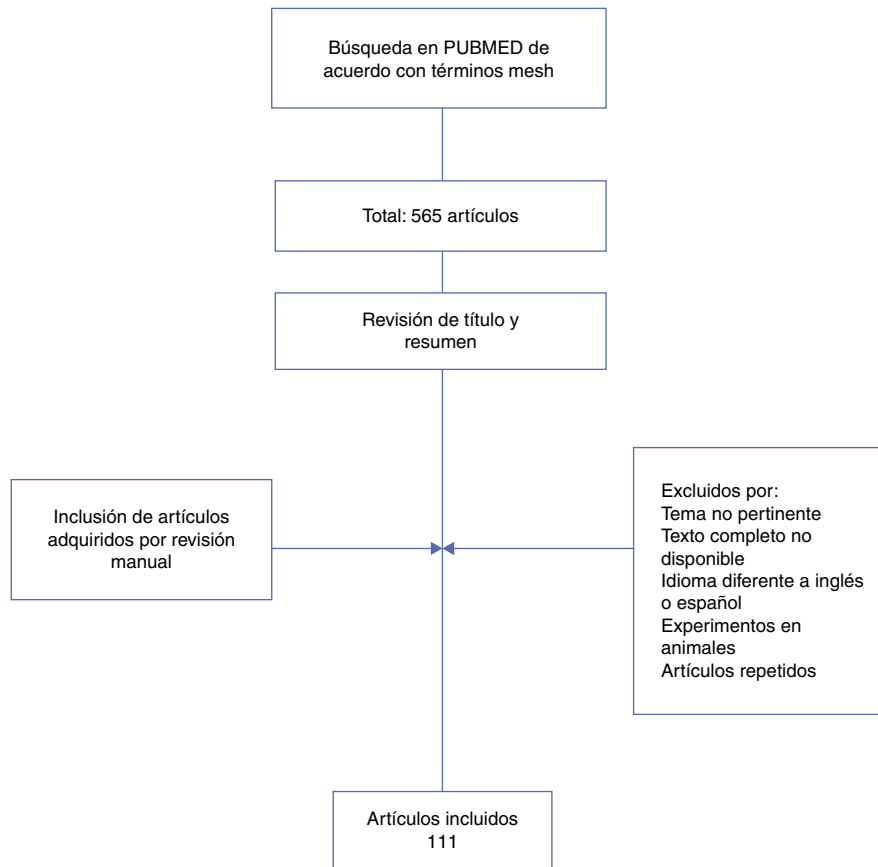 Búsqueda en PUBMED de
acuerdo con términos mesh
Total: 565 artículos
Revisión de título y
resumen
Inclusión de artículos
adquiridos por revisión
manual
Excluidos por:
Tema no pertinente
Texto completo no
disponible
Idioma diferente a inglés
o español
Experimentos en
animales
Artículos repetidos
Artículos incluidos
111